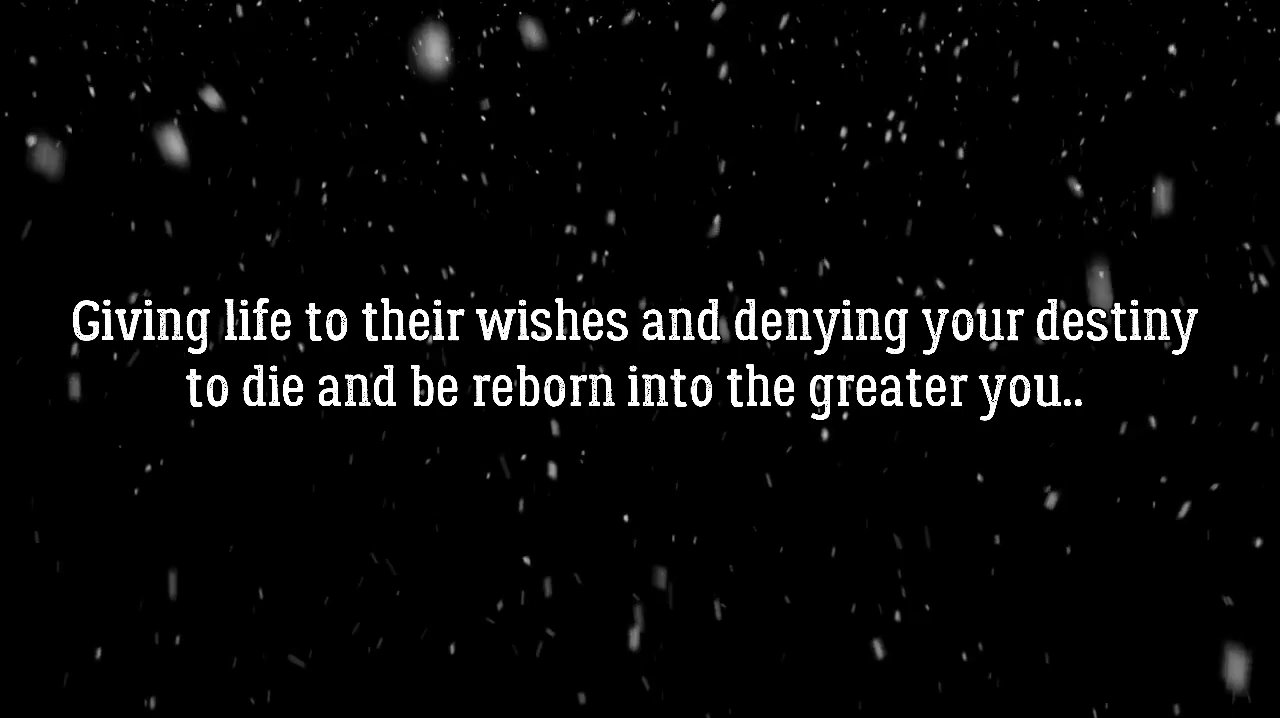 Giving life to their wishes and denying your destiny
to die and be reborn into the greater you..